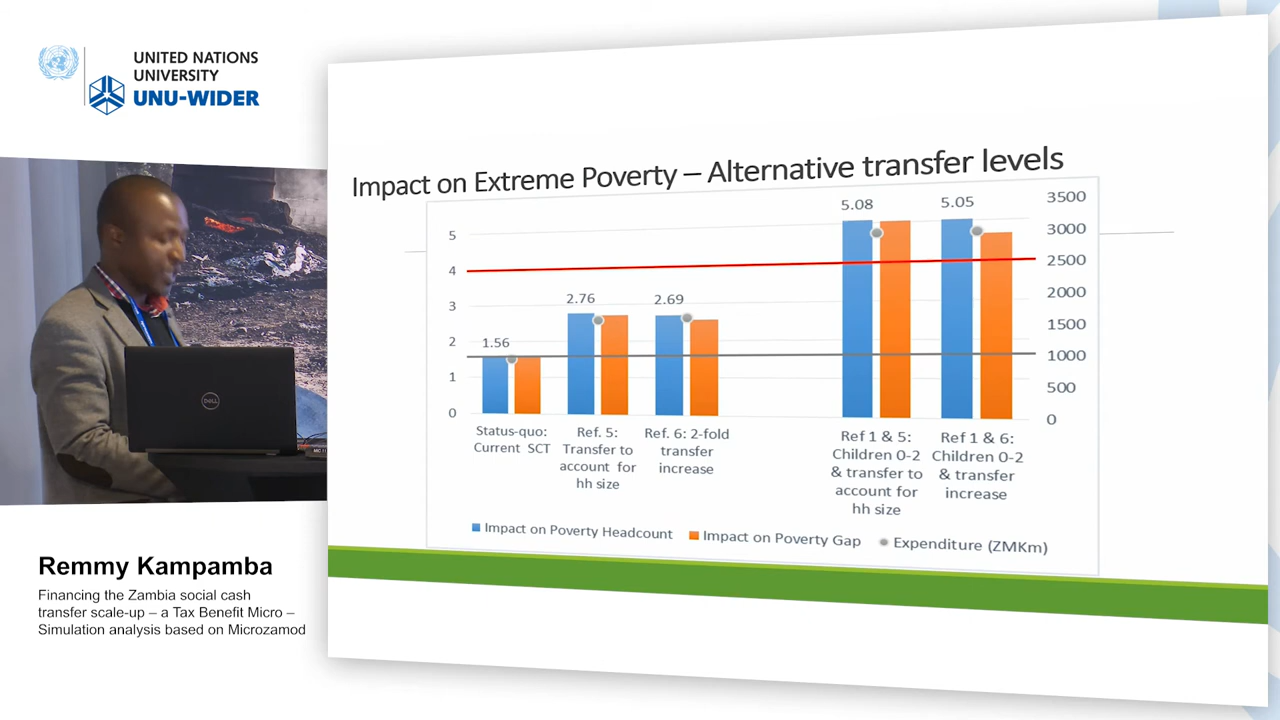 UNITED NATIONS
UNIVERSITY
UNU-WIDER
Impact on Extreme Poverty – Alternative transfer levels
5.08
5.05
2.76
2.69
1.56
5
4
3
2
1
0
3500
3000
2500
2000
1500
1000
500
0
Status-quo:
Current SCT
Ref. 5:
Transfer to
account for
hh size
Ref. 6: 2-fold
transfer
increase
Ref 1 & 5:
Children 0-2
& transfer to
account for
hh size
Ref 1 & 6:
Children 0-2
& transfer
increase
Impact on Poverty Headcount
Impact on Poverty Gap
Expenditure (ZMKm)
DELL
Remmy Kampamba
Financing the Zambia social cash
transfer scale-up – a Tax Benefit Micro –
Simulation analysis based on Microzamod